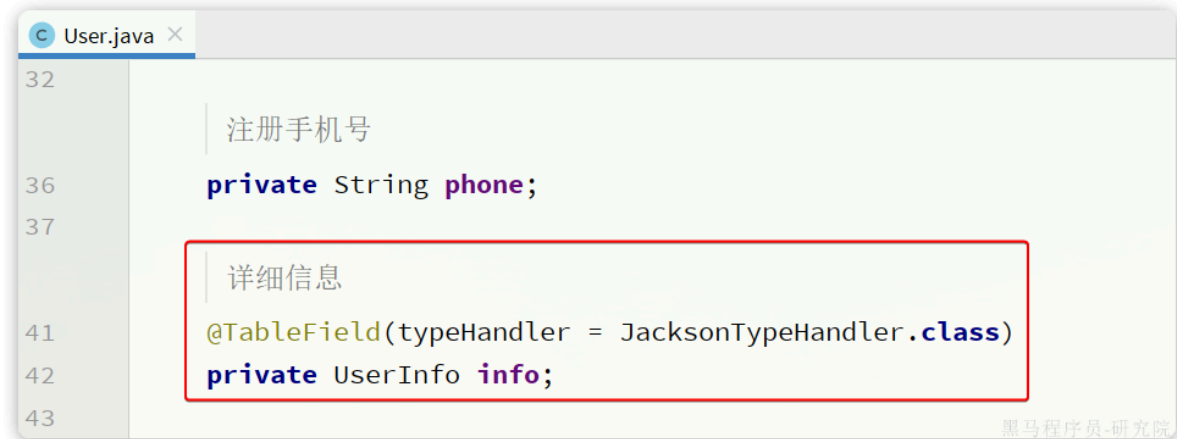 C User.java ×
32
注册手机号
36 private String phone;
37
详细信息
41 @TableField(typeHandler = JacksonTypeHandler.class)
42 private UserInfo info;
43
黑马程序员-研究院